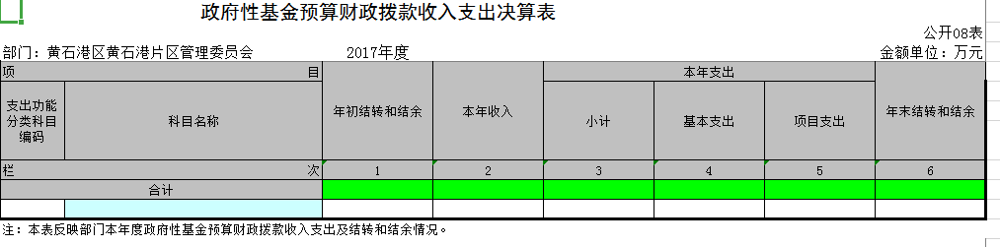 政府性基金预算财政拨款收入支出决算表
公开08表
部门：黄石港区黄石港片区管理委员会 2017年度 金额单位：万元
项 目 年初结转和结余 本年收入 本年支出 年末结转和结余
支出功能分类科目编码 科目名称 小计 基本支出 项目支出
栏 次 1 2 3 4 5 6
合计
注：本表反映部门本年度政府性基金预算财政拨款收入支出及结转和结余情况。